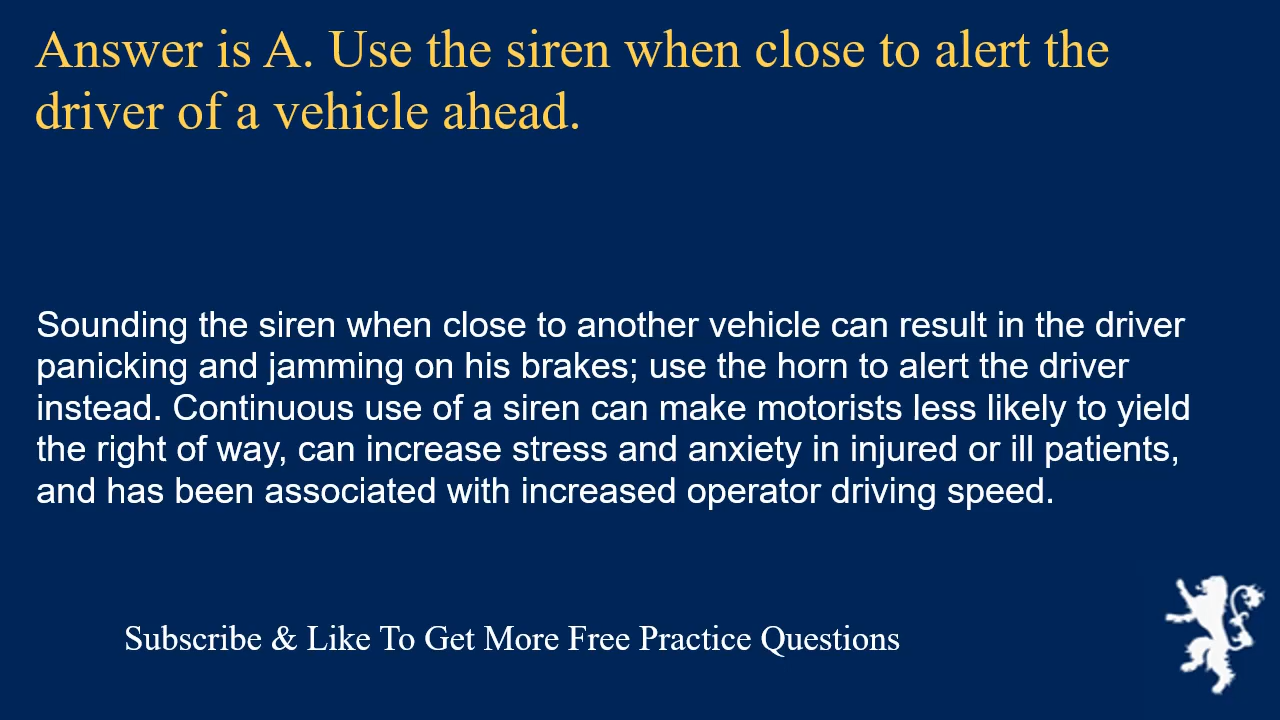 Answer is A. Use the siren when close to alert the
driver of a vehicle ahead.
Sounding the siren when close to another vehicle can result in the driver
panicking and jamming on his brakes; use the horn to alert the driver
instead. Continuous use of a siren can make motorists less likely to yield
the right of way, can increase stress and anxiety in injured or ill patients,
and has been associated with increased operator driving speed.
Subscribe & Like To Get More Free Practice Questions